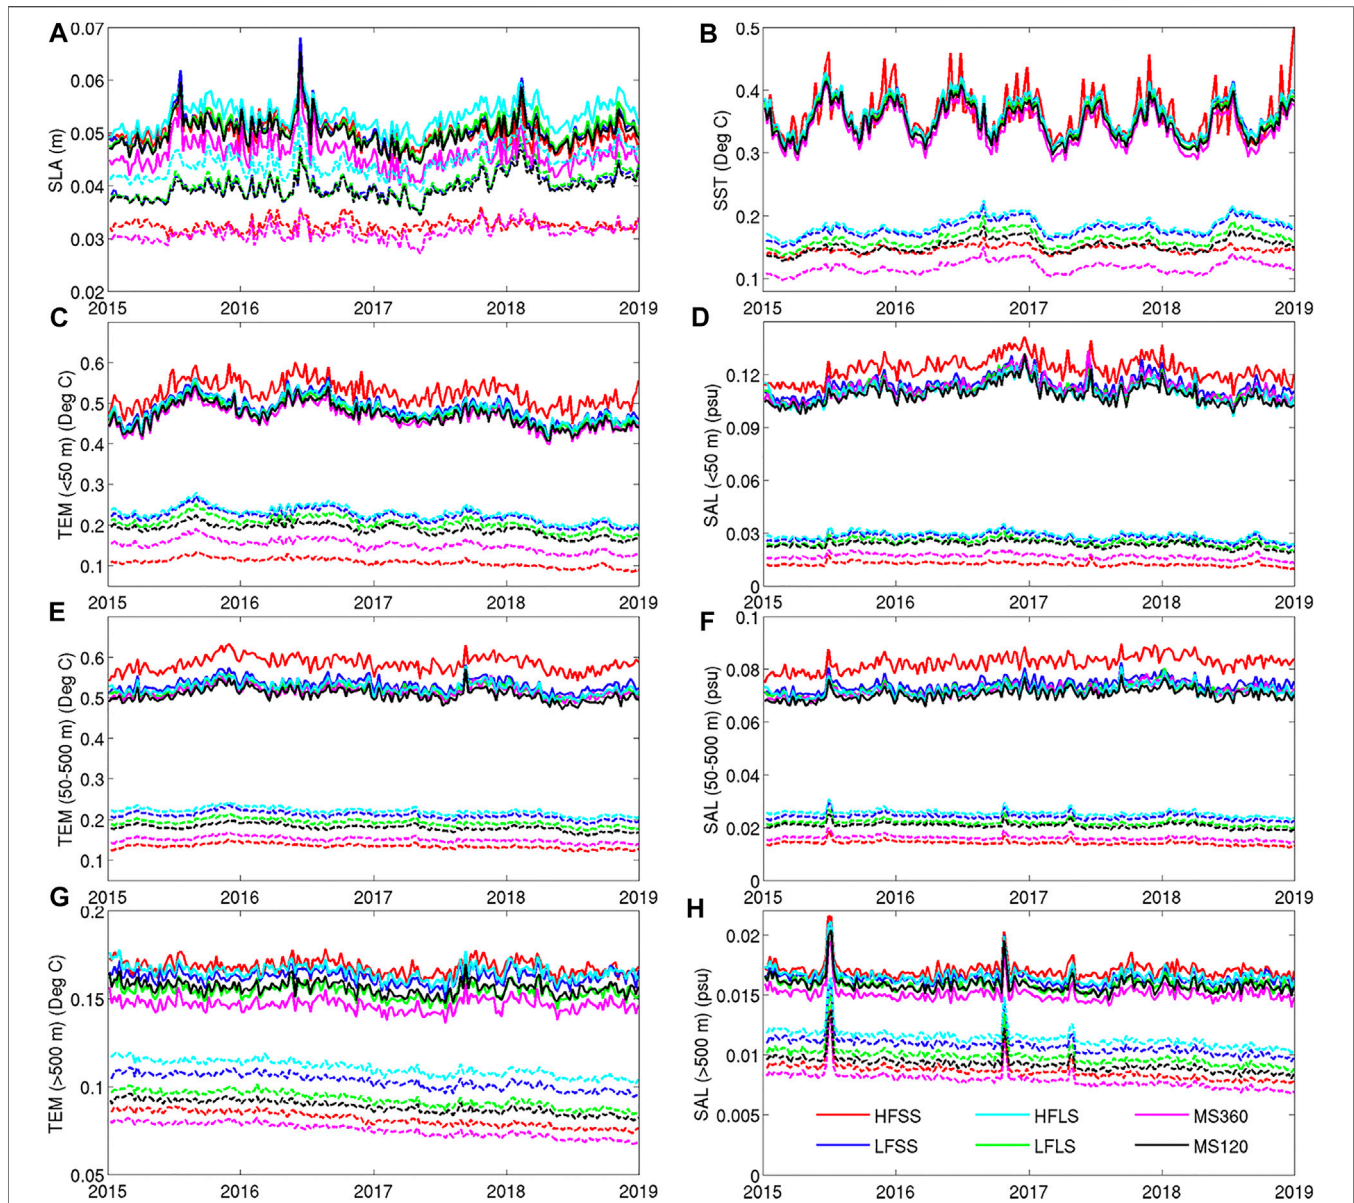 A
0.07
0.06
0.05
0.04
0.03
0.02
SLA (m)
2015 2016 2017 2018 2019
B
0.5
0.4
0.3
0.2
0.1
SST (Deg C)
2015 2016 2017 2018 2019
C
0.6
0.5
0.4
0.3
0.2
0.1
TEM (<50 m) (Deg C)
2015 2016 2017 2018 2019
D
0.12
0.09
0.06
0.03
0
SAL (<50 m) (psu)
2015 2016 2017 2018 2019
E
0.6
0.5
0.4
0.3
0.2
0.1
TEM (50-500 m) (Deg C)
2015 2016 2017 2018 2019
F
0.1
0.08
0.06
0.04
0.02
0
SAL (50-500 m) (psu)
2015 2016 2017 2018 2019
G
0.2
0.15
0.1
0.05
TEM (>500 m) (Deg C)
2015 2016 2017 2018 2019
H
0.02
0.015
0.01
0.005
0
SAL (>500 m) (psu)
HFSS HFLS MS360
LFSS LFLS MS120
2015 2016 2017 2018 2019